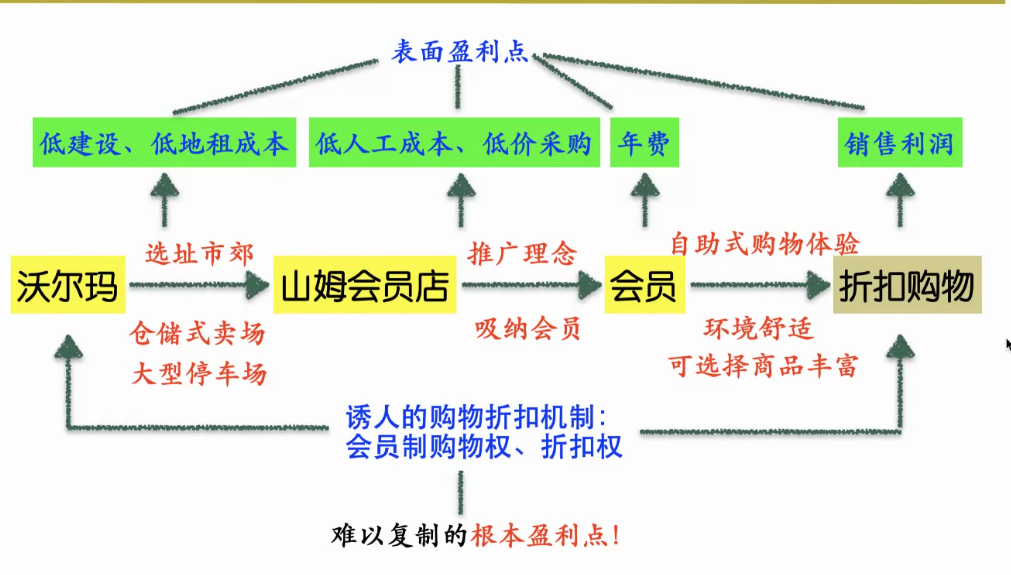 表面盈利点
低建设、低地租成本
低人工成本、低价采购
年费
销售利润
选址市郊
推广理念
自助式购物体验
沃尔玛
山姆会员店
会员
折扣购物
仓储式卖场
大型停车场
吸纳会员
环境舒适
可选择商品丰富
诱人的购物折扣机制:
会员制购物权、折扣权
难以复制的根本盈利点!